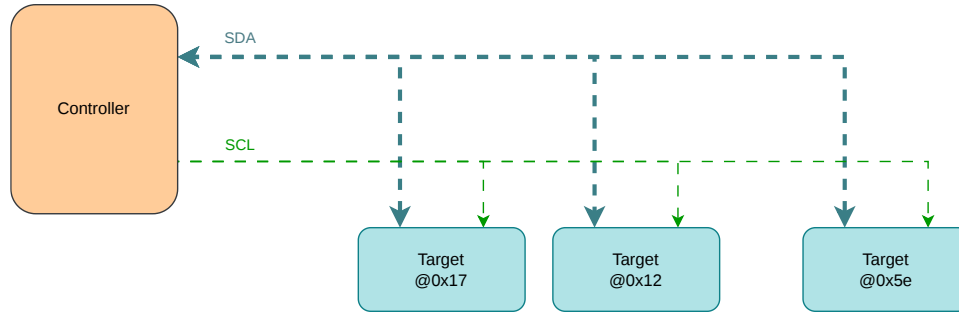 SDA
Controller
SCL
Target
@0x17
Target
@0x12
Target
@0x5e